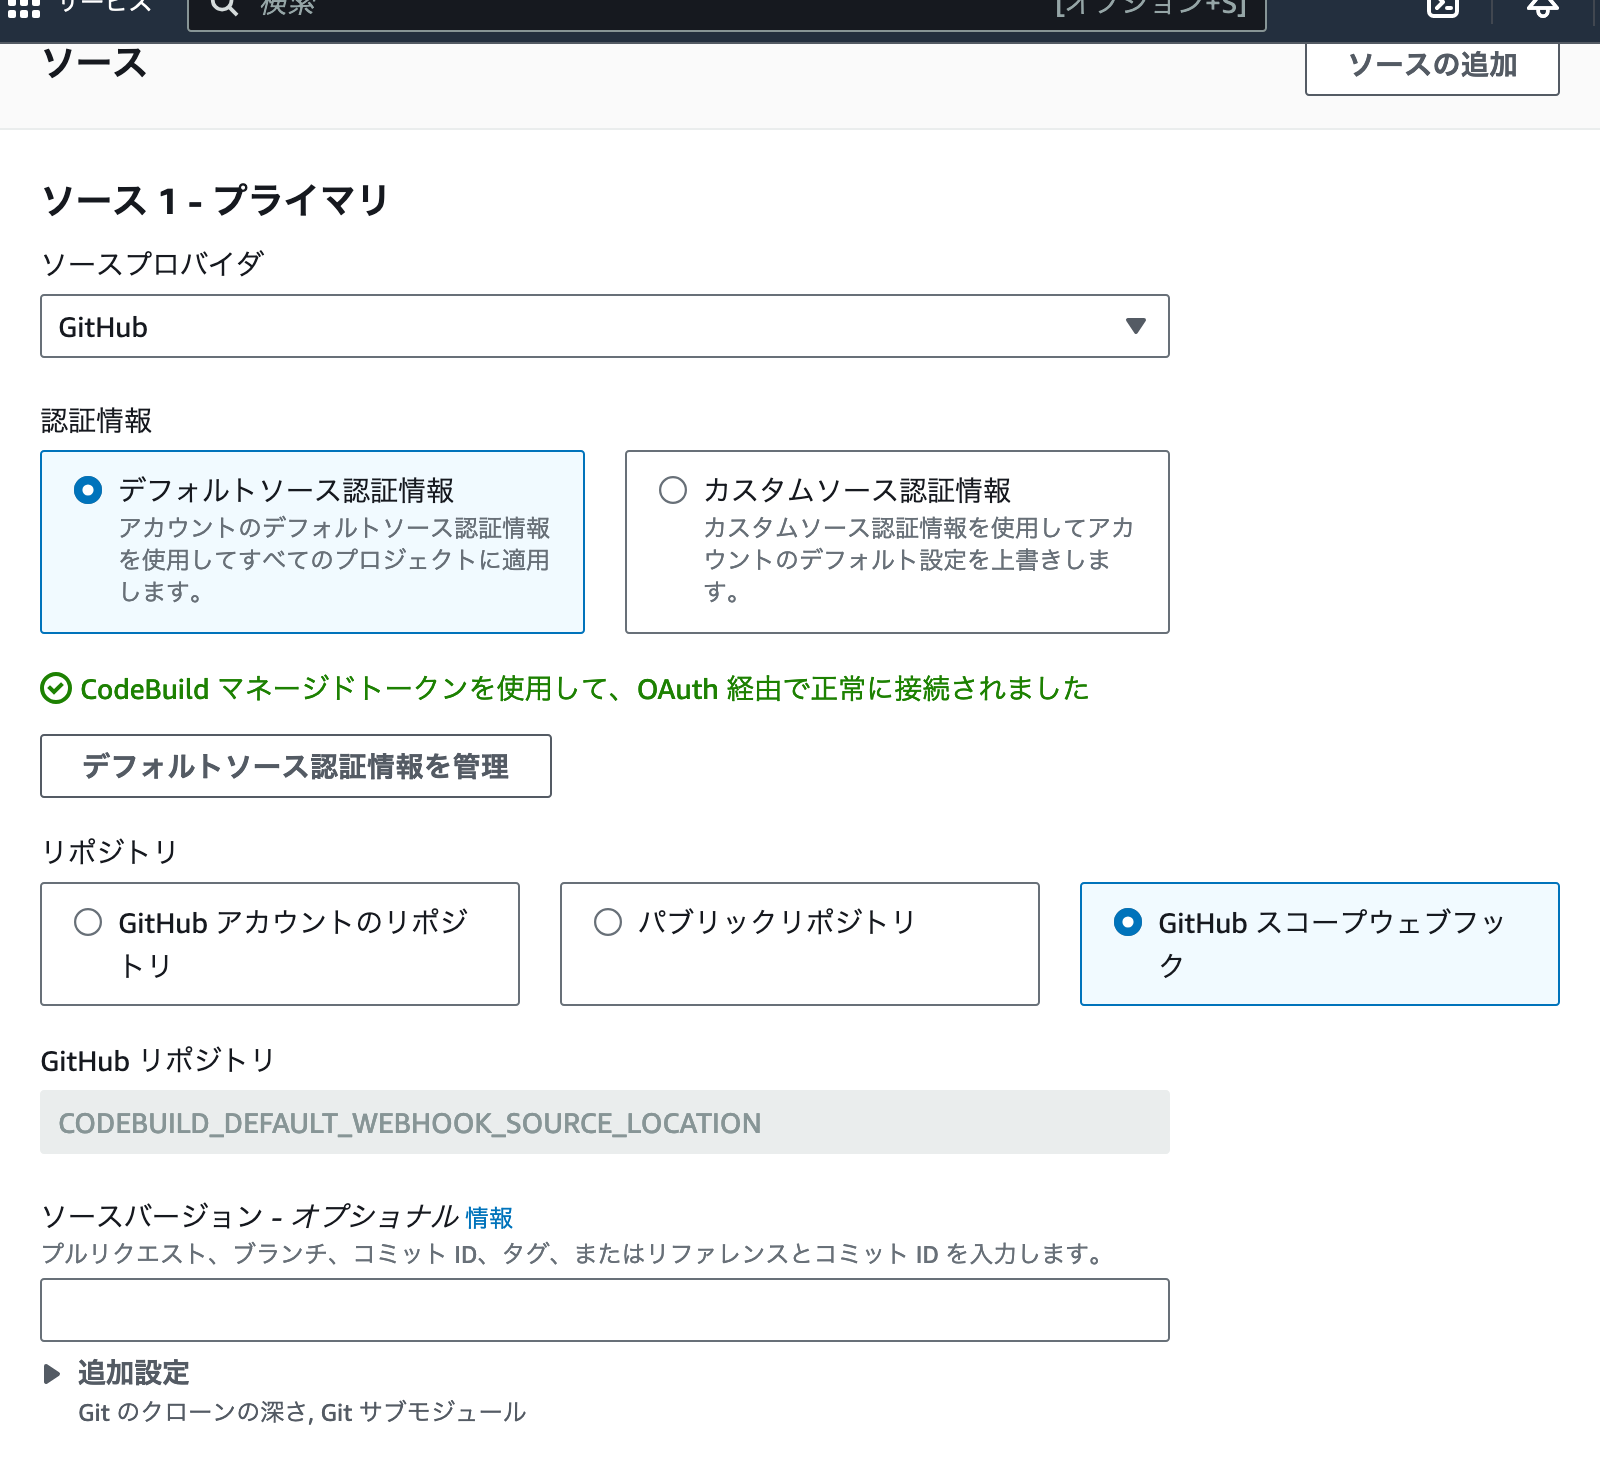 サービス
検索
[オプション+S]
ソース
ソースの追加
ソース 1 - プライマリ
ソースプロバイダ
GitHub
認証情報
デフォルトソース認証情報
アカウントのデフォルトソース認証情報
を使用してすべてのプロジェクトに適用
します。
カスタムソース認証情報
カスタムソース認証情報を使用してアカ
ウントのデフォルト設定を上書きしま
す。
CodeBuild マネージドトークンを使用して、OAuth 経由で正常に接続されました
デフォルトソース認証情報を管理
リポジトリ
GitHub アカウントのリポジ
トリ
パブリックリポジトリ
GitHub スコープウェブフッ
ク
GitHub リポジトリ
CODEBUILD_DEFAULT_WEBHOOK_SOURCE_LOCATION
ソースバージョン - オプショナル 情報
プルリクエスト、ブランチ、コミット ID、タグ、またはリファレンスとコミット ID を入力します。
追加設定
Git のクローンの深さ, Git サブモジュール